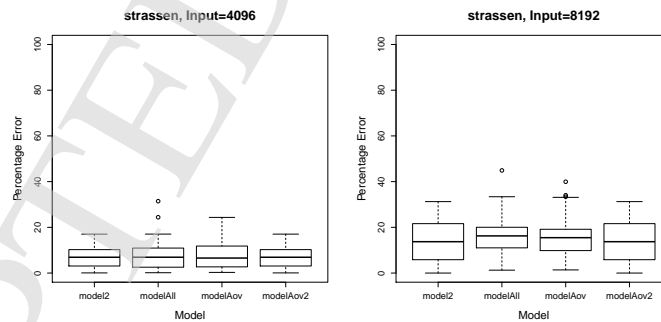 strassen, Input=4096
100
80
60
40
20
0
Percentage Error
model2 modelAll modelAov modelAov2
Model
strassen, Input=8192
100
80
60
40
20
0
Percentage Error
model2 modelAll modelAov modelAov2
Model